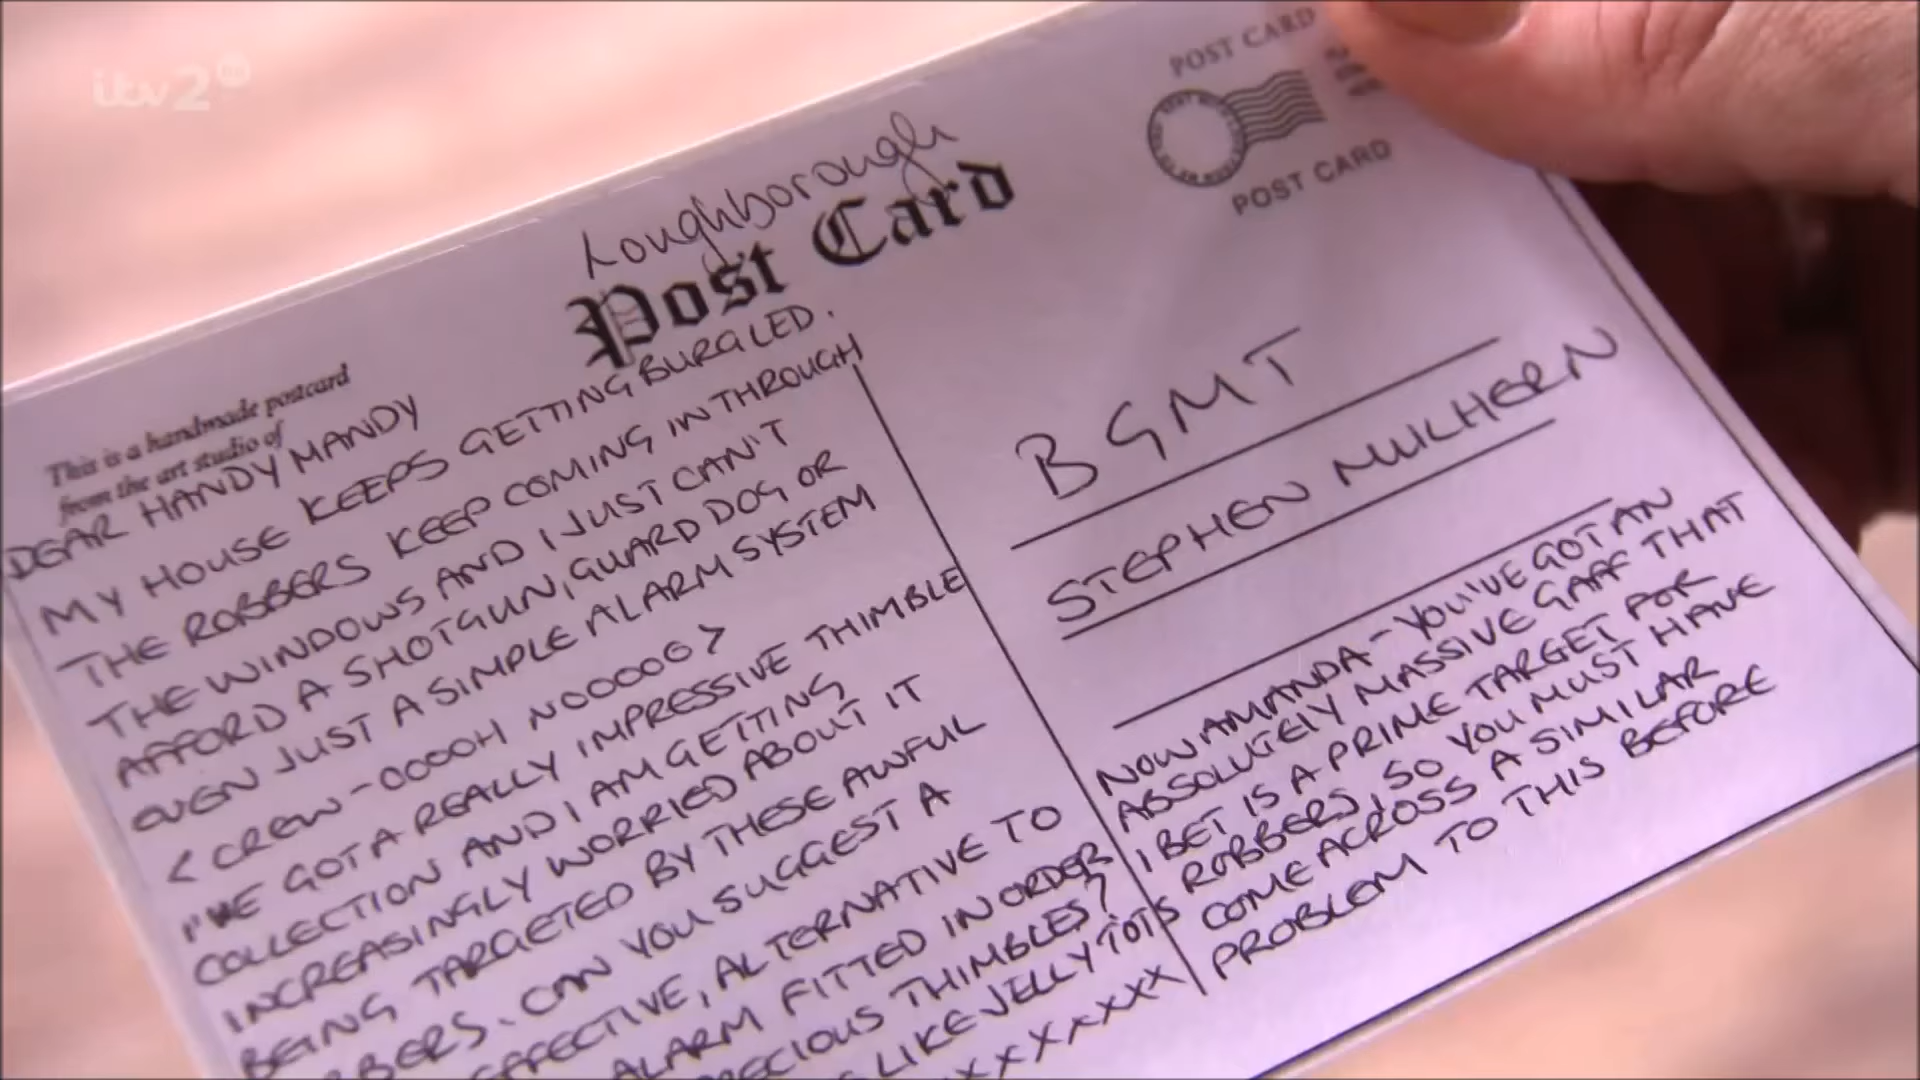 itv2
POST CARD
POST CARD
Loughborough
Post Card
This is a handmade postcard
from the art studio of
DEAR HANDY MANDY
MY HOUSE KEEPS GETTING BURGLED.
THE ROBBERS KEEP COMING IN THROUGH
THE WINDOWS AND I JUST CAN'T
AFFORD A SHOTGUN, GUARD DOG OR
EVEN JUST A SIMPLE ALARM SYSTEM
< CREW - OOOOH NOOOOO >
I'VE GOT A REALLY IMPRESSIVE THIMBLE
COLLECTION AND I AM GETTING
INCREASINGLY WORRIED ABOUT IT
BEING TARGETED BY THESE AWFUL
BBERS. CAN YOU SUGGEST A
EFFECTIVE, ALTERNATIVE TO
ALARM FITTED IN ORDER
RECIOUS THIMBLES?
LIKE JELLY TOTS
XXXXXXX
BGMT
STEPHEN MULHERN
NOW AMANDA - YOU'VE GOT AN
ABSOLUTELY MASSIVE GAFF THAT
I BET IS A PRIME TARGET FOR
ROBBERS, SO YOU MUST HAVE
COME ACROSS A SIMILAR
PROBLEM TO THIS BEFORE